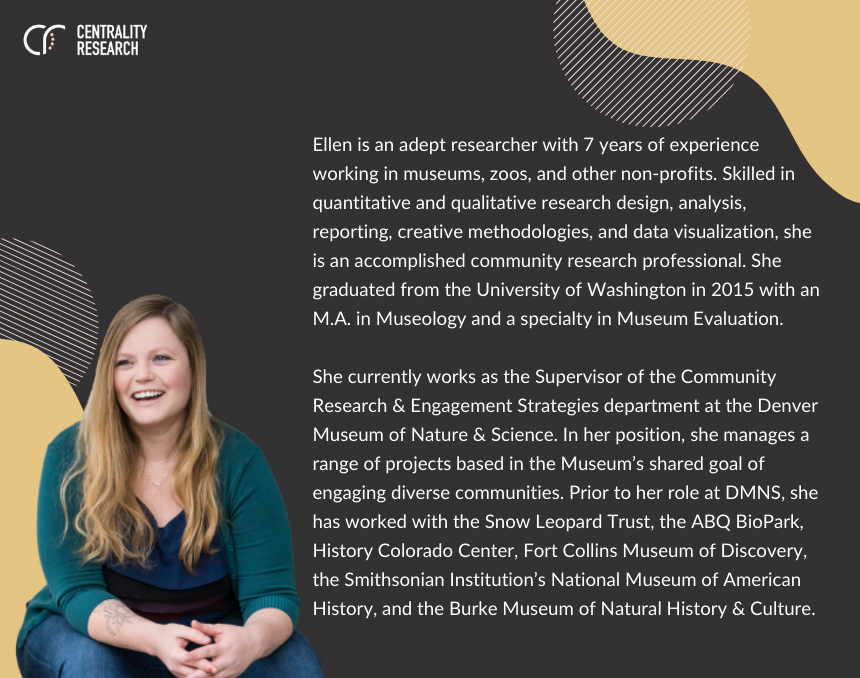 CENTRALITY
RESEARCH
Ellen is an adept researcher with 7 years of experience
working in museums, zoos, and other non-profits. Skilled in
quantitative and qualitative research design, analysis,
reporting, creative methodologies, and data visualization, she
is an accomplished community research professional. She
graduated from the University of Washington in 2015 with an
M.A. in Museology and a specialty in Museum Evaluation.
She currently works as the Supervisor of the Community
Research & Engagement Strategies department at the Denver
Museum of Nature & Science. In her position, she manages a
range of projects based in the Museum’s shared goal of
engaging diverse communities. Prior to her role at DMNS, she
has worked with the Snow Leopard Trust, the ABQ BioPark,
History Colorado Center, Fort Collins Museum of Discovery,
the Smithsonian Institution’s National Museum of American
History, and the Burke Museum of Natural History & Culture.